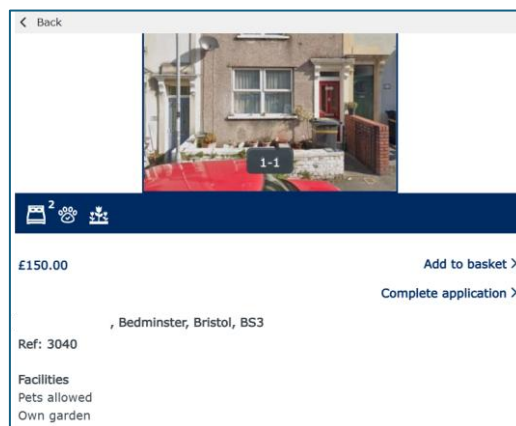 Back
1-1
2
£150.00
Add to basket
Complete application
, Bedminster, Bristol, BS3
Ref: 3040
Facilities
Pets allowed
Own garden